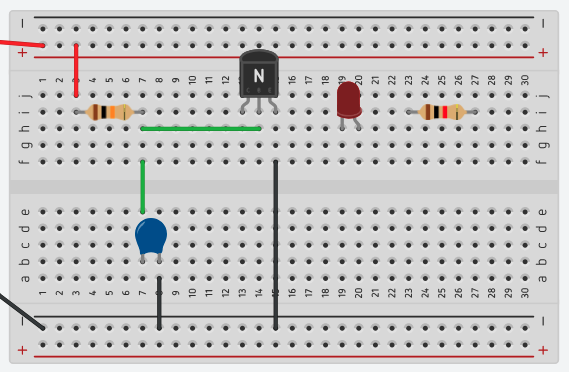 − −
+ +
1 2 3 4 5 6 7 8 9 10 11 12 13 14 15 16 17 18 19 20 21 22 23 24 25 26 27 28 29 30
j j
i i
h h
g g
f f
N
C B E
e e
d d
c c
b b
a a
1 2 3 4 5 6 7 8 9 10 11 12 13 14 15 16 17 18 19 20 21 22 23 24 25 26 27 28 29 30
− −
+ +